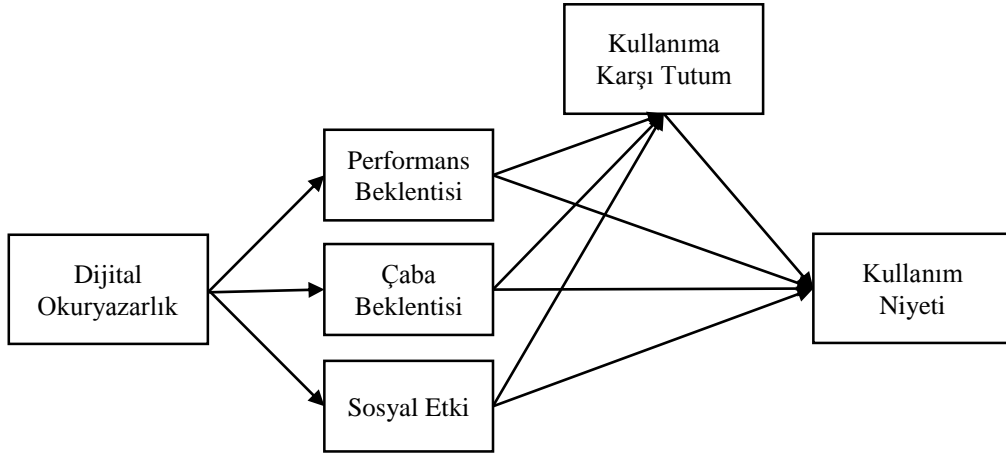 Kullanıma
Karşı Tutum
Performans
Beklentisi
Dijital
Okuryazarlık
Çaba
Beklentisi
Kullanım
Niyeti
Sosyal Etki